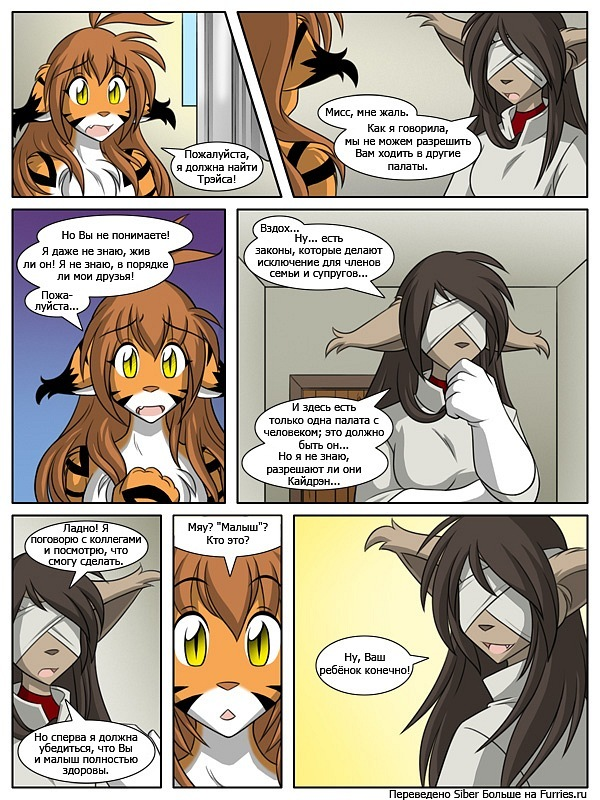 Пожалуйста,
я должна найти
Трэйса!
Мисс, мне жаль.
Как я говорила,
мы не можем разрешить
Вам ходить в другие
палаты.
Но Вы не понимаете!
Я даже не знаю, жив
ли он! Я не знаю, в порядке
ли мои друзья!
Пожа-
луйста...
Вздох...
Ну... есть
законы, которые делают
исключение для членов
семьи и супругов...
И здесь есть
только одна палата с
человеком; это должно
быть он...
Но я не знаю,
разрешают ли они
Кайдрэн...
Ладно! Я
поговорю с коллегами
и посмотрю, что
смогу сделать.
Но сперва я должна
убедиться, что Вы
и малыш полностью
здоровы.
Мяу? "Малыш"?
Кто это?
Ну, Ваш
ребёнок конечно!
Переведено Siber Больше на Furries.ru